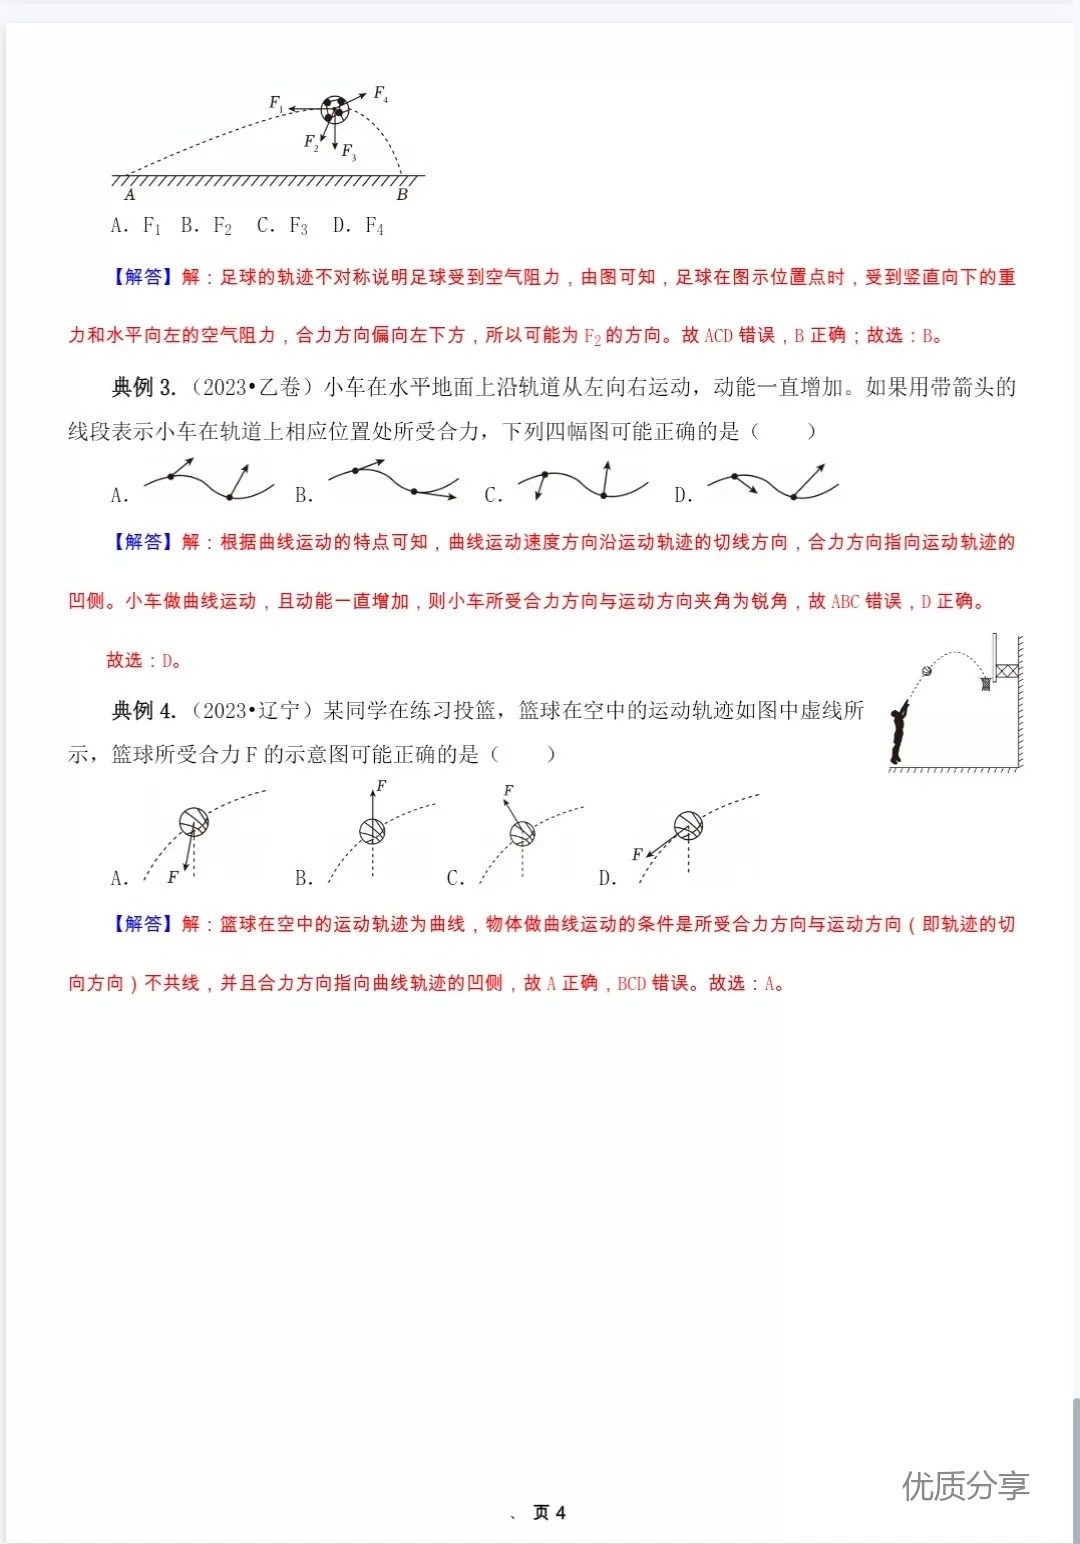 F₁ F₄
F₂ F₃
A B
A. F₁ B. F₂ C. F₃ D. F₄
【解答】解：足球的轨迹不对称说明足球受到空气阻力，由图可知，足球在图示位置点时，受到竖直向下的重
力和水平向左的空气阻力，合力方向偏向左下方，所以可能为 F₂ 的方向。故 ACD 错误，B 正确；故选：B。
典例 3.（2023•乙卷）小车在水平地面上沿轨道从左向右运动，动能一直增加。如果用带箭头的
线段表示小车在轨道上相应位置处所受合力，下列四幅图可能正确的是（　　）
A. B. C. D.
【解答】解：根据曲线运动的特点可知，曲线运动速度方向沿运动轨迹的切线方向，合力方向指向运动轨迹的
凹侧。小车做曲线运动，且动能一直增加，则小车所受合力方向与运动方向夹角为锐角，故 ABC 错误，D 正确。
故选：D。
典例 4.（2023•辽宁）某同学在练习投篮，篮球在空中的运动轨迹如图中虚线所
示，篮球所受合力 F 的示意图可能正确的是（　　）
A. F B. F C. F D. F
【解答】解：篮球在空中的运动轨迹为曲线，物体做曲线运动的条件是所受合力方向与运动方向（即轨迹的切
向方向）不共线，并且合力方向指向曲线轨迹的凹侧，故 A 正确，BCD 错误。故选：A。
优质分享
、 页 4